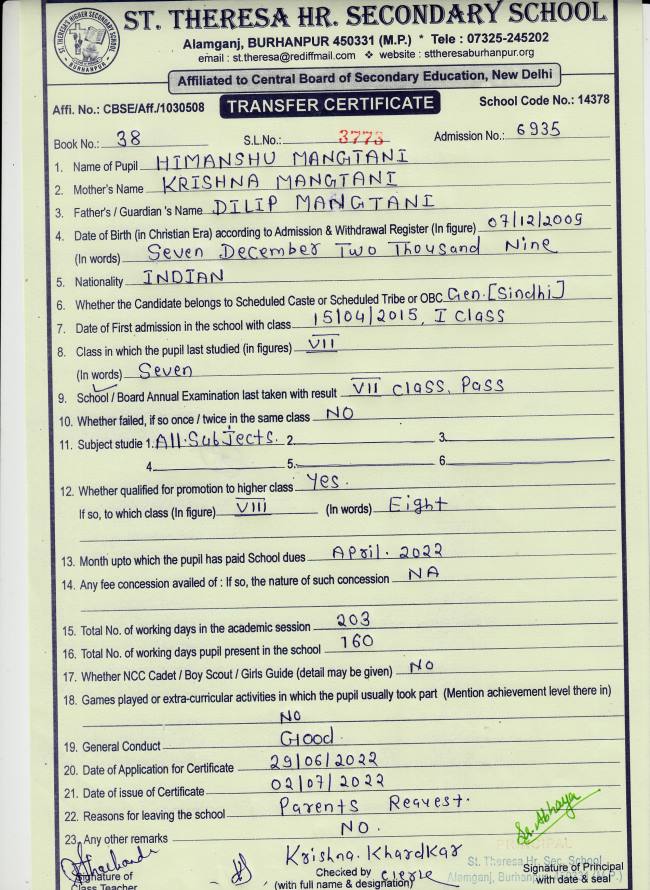 ST. THERESA HR. SECONDARY SCHOOL
Alamganj, BURHANPUR 450331 (M.P.) * Tele : 07325-245202
email : st.theresa@rediffmail.com ❖ website : sttheresaburhanpur.org
Affiliated to Central Board of Secondary Education, New Delhi
Affi. No.: CBSE/Aff./1030508 TRANSFER CERTIFICATE School Code No.: 14378
Book No.: 38 S.L.No.: 3773 Admission No.: 6935
1. Name of Pupil HIMANSHU MANGTANI
2. Mother's Name KRISHNA MANGTANI
3. Father's / Guardian 's Name DILIP MANGTANI
4. Date of Birth (in Christian Era) according to Admission & Withdrawal Register (In figure) 07/12/2009
(In words) Seven December Two Thousand Nine
5. Nationality INDIAN
6. Whether the Candidate belongs to Scheduled Caste or Scheduled Tribe or OBC Gen.[Sindhi]
7. Date of First admission in the school with class 15/04/2015, I class
8. Class in which the pupil last studied (in figures) VII
(In words) Seven
9. School / Board Annual Examination last taken with result VII class, Pass
10. Whether failed, if so once / twice in the same class NO
11. Subject studie 1. All.Subjects. 2. 3.
4. 5. 6.
12. Whether qualified for promotion to higher class Yes.
If so, to which class (In figure) VIII (In words) Eight
13. Month upto which the pupil has paid School dues April. 2022
14. Any fee concession availed of : If so, the nature of such concession NA
15. Total No. of working days in the academic session 203
16. Total No. of working days pupil present in the school 160
17. Whether NCC Cadet / Boy Scout / Girls Guide (detail may be given) No
18. Games played or extra-curricular activities in which the pupil usually took part (Mention achievement level there in)
NO
19. General Conduct Good.
20. Date of Application for Certificate 29/06/2022
21. Date of issue of Certificate 02/07/2022
22. Reasons for leaving the school Parents Request.
23. Any other remarks NO.
Sr. Abhaya
PRINCIPAL
Krishna. Khardkar
St. Theresa Hr. Sec. School
Signature of Checked by clerk Alamganj, Burhanpur (M.P.) Signature of Principal
Class Teacher (with full name & designation) with date & seal